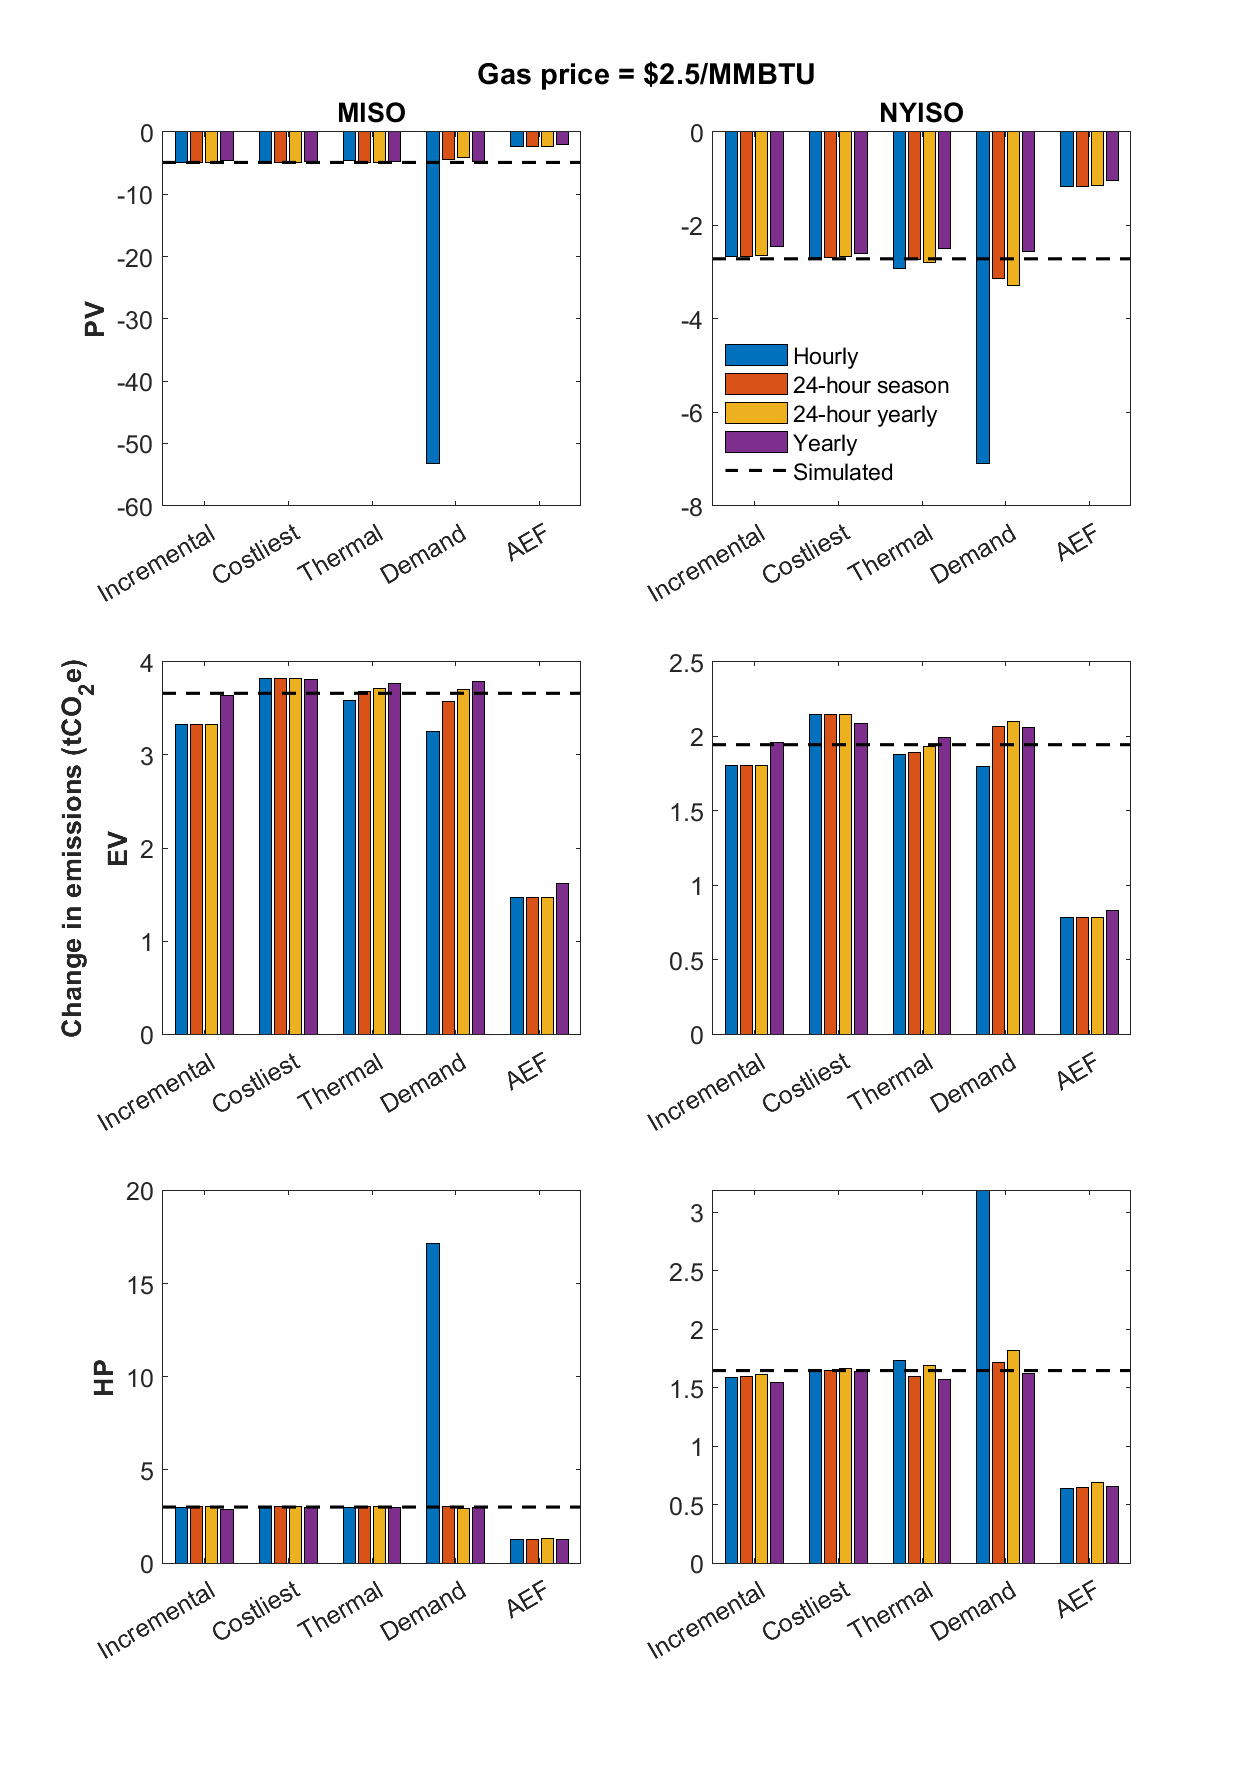 Gas price = $2.5/MMBTU
MISO
NYISO
0
-10
-20
-30
-40
-50
-60
PV
Incremental
Costliest
Thermal
Demand
AEF
0
-2
-4
-6
-8
Hourly
24-hour season
24-hour yearly
Yearly
Simulated
Incremental
Costliest
Thermal
Demand
AEF
Change in emissions (tCO2e)
EV
4
3
2
1
0
Incremental
Costliest
Thermal
Demand
AEF
2.5
2
1.5
1
0.5
0
Incremental
Costliest
Thermal
Demand
AEF
HP
20
15
10
5
0
Incremental
Costliest
Thermal
Demand
AEF
3
2.5
2
1.5
1
0.5
0
Incremental
Costliest
Thermal
Demand
AEF